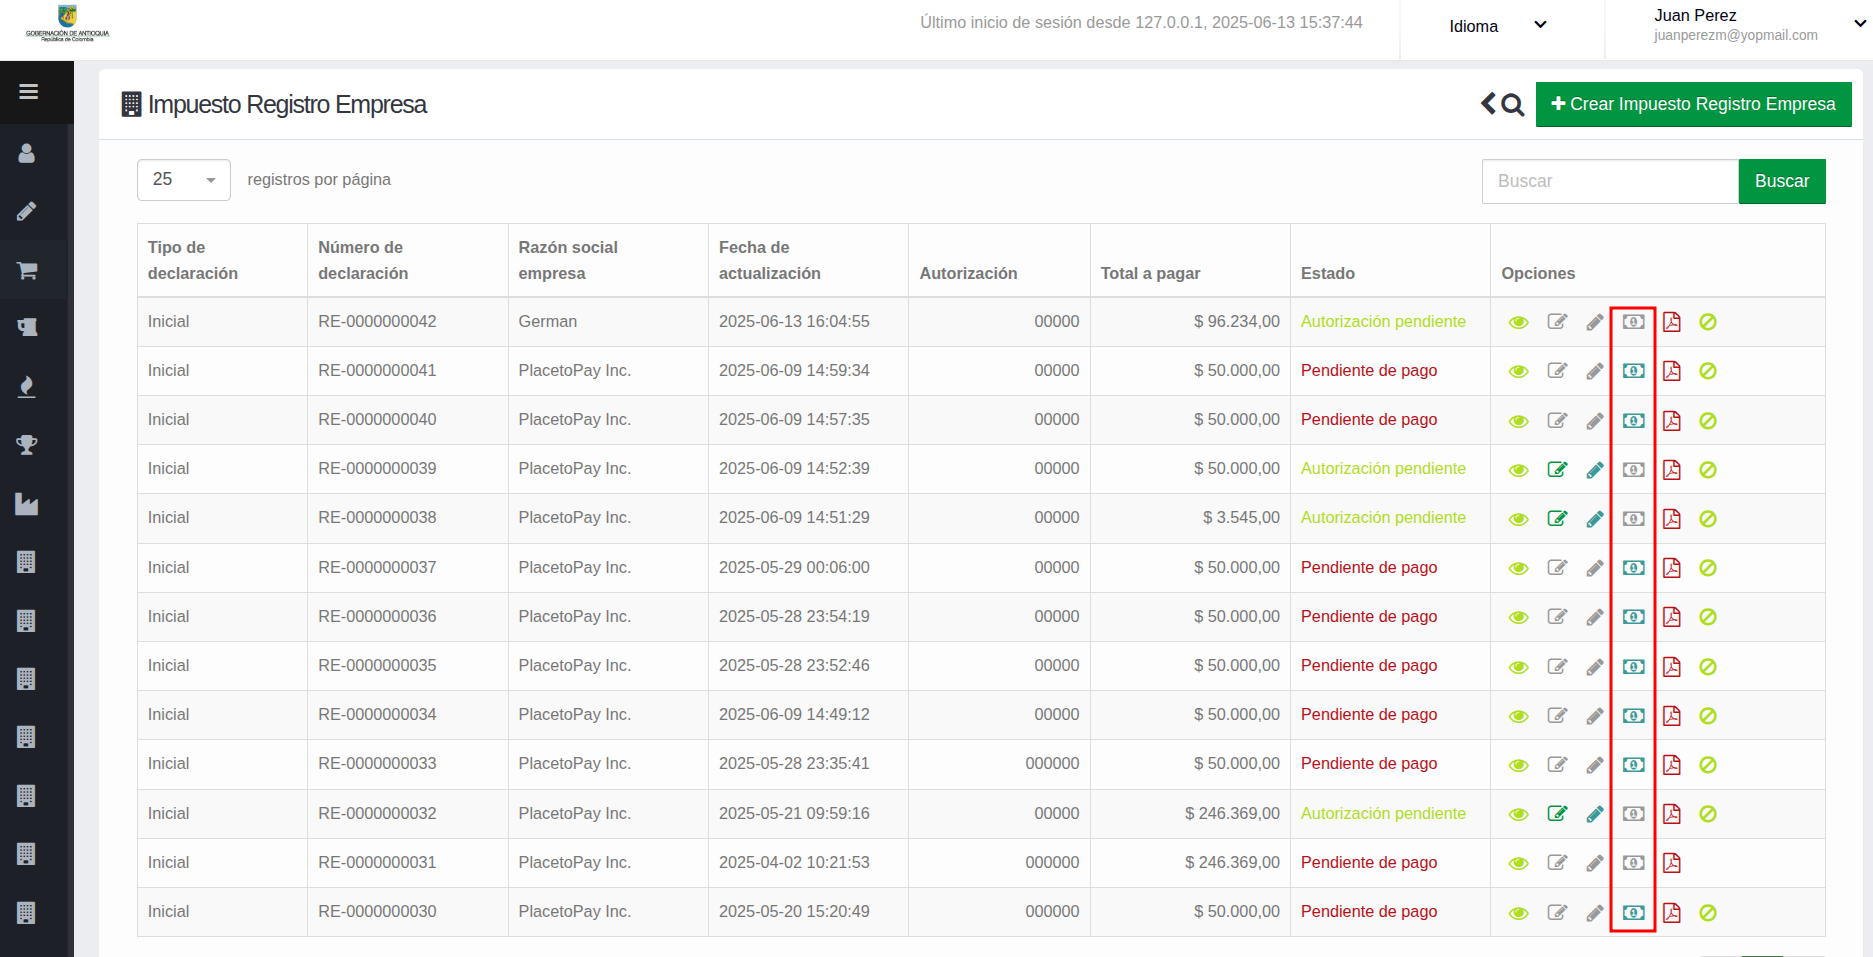 GOBERNACIÓN DE ANTIOQUIA
República de Colombia
Último inicio de sesión desde 127.0.0.1, 2025-06-13 15:37:44
Idioma
Juan Perez
juanperezm@yopmail.com
Impuesto Registro Empresa
Crear Impuesto Registro Empresa
25 registros por página
Buscar Buscar
Tipo de declaración Número de declaración Razón social empresa Fecha de actualización Autorización Total a pagar Estado Opciones
Inicial RE-0000000042 German 2025-06-13 16:04:55 00000 $ 96.234,00 Autorización pendiente
Inicial RE-0000000041 PlacetoPay Inc. 2025-06-09 14:59:34 00000 $ 50.000,00 Pendiente de pago
Inicial RE-0000000040 PlacetoPay Inc. 2025-06-09 14:57:35 00000 $ 50.000,00 Pendiente de pago
Inicial RE-0000000039 PlacetoPay Inc. 2025-06-09 14:52:39 00000 $ 50.000,00 Autorización pendiente
Inicial RE-0000000038 PlacetoPay Inc. 2025-06-09 14:51:29 00000 $ 3.545,00 Autorización pendiente
Inicial RE-0000000037 PlacetoPay Inc. 2025-05-29 00:06:00 00000 $ 50.000,00 Pendiente de pago
Inicial RE-0000000036 PlacetoPay Inc. 2025-05-28 23:54:19 00000 $ 50.000,00 Pendiente de pago
Inicial RE-0000000035 PlacetoPay Inc. 2025-05-28 23:52:46 00000 $ 50.000,00 Pendiente de pago
Inicial RE-0000000034 PlacetoPay Inc. 2025-06-09 14:49:12 00000 $ 50.000,00 Pendiente de pago
Inicial RE-0000000033 PlacetoPay Inc. 2025-05-28 23:35:41 000000 $ 50.000,00 Pendiente de pago
Inicial RE-0000000032 PlacetoPay Inc. 2025-05-21 09:59:16 00000 $ 246.369,00 Autorización pendiente
Inicial RE-0000000031 PlacetoPay Inc. 2025-04-02 10:21:53 000000 $ 246.369,00 Pendiente de pago
Inicial RE-0000000030 PlacetoPay Inc. 2025-05-20 15:20:49 000000 $ 50.000,00 Pendiente de pago